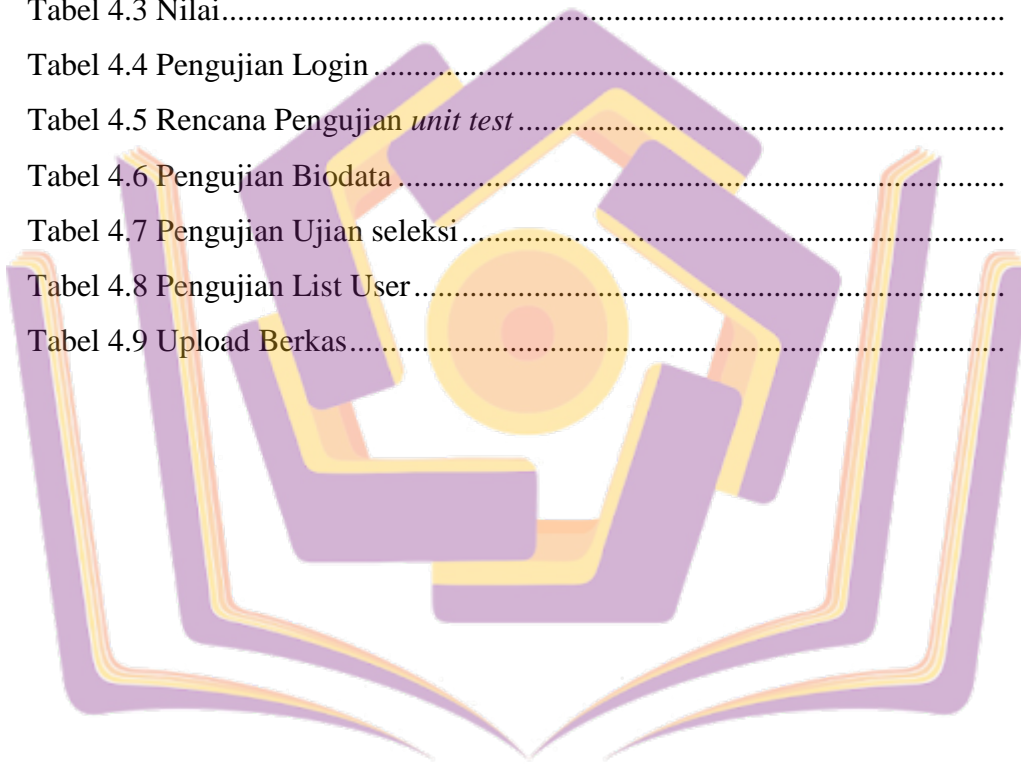 Tabel 4.3 Nilai................................................................................................
Tabel 4.4 Pengujian Login................................................................................
Tabel 4.5 Rencana Pengujian unit test..............................................................
Tabel 4.6 Pengujian Biodata.............................................................................
Tabel 4.7 Pengujian Ujian seleksi.....................................................................
Tabel 4.8 Pengujian List User...........................................................................
Tabel 4.9 Upload Berkas..................................................................................